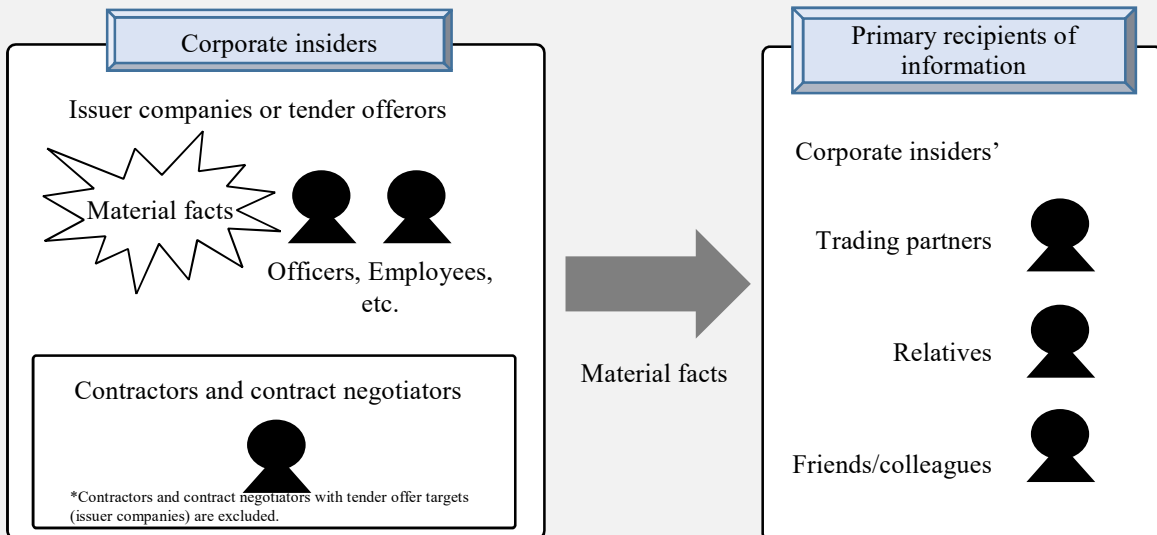 Corporate insiders
Issuer companies or tender offerors
Material facts
Officers, Employees,
etc.
Contractors and contract negotiators
*Contractors and contract negotiators with tender offer targets
(issuer companies) are excluded.
Material facts
Primary recipients of
information
Corporate insiders’
Trading partners
Relatives
Friends/colleagues